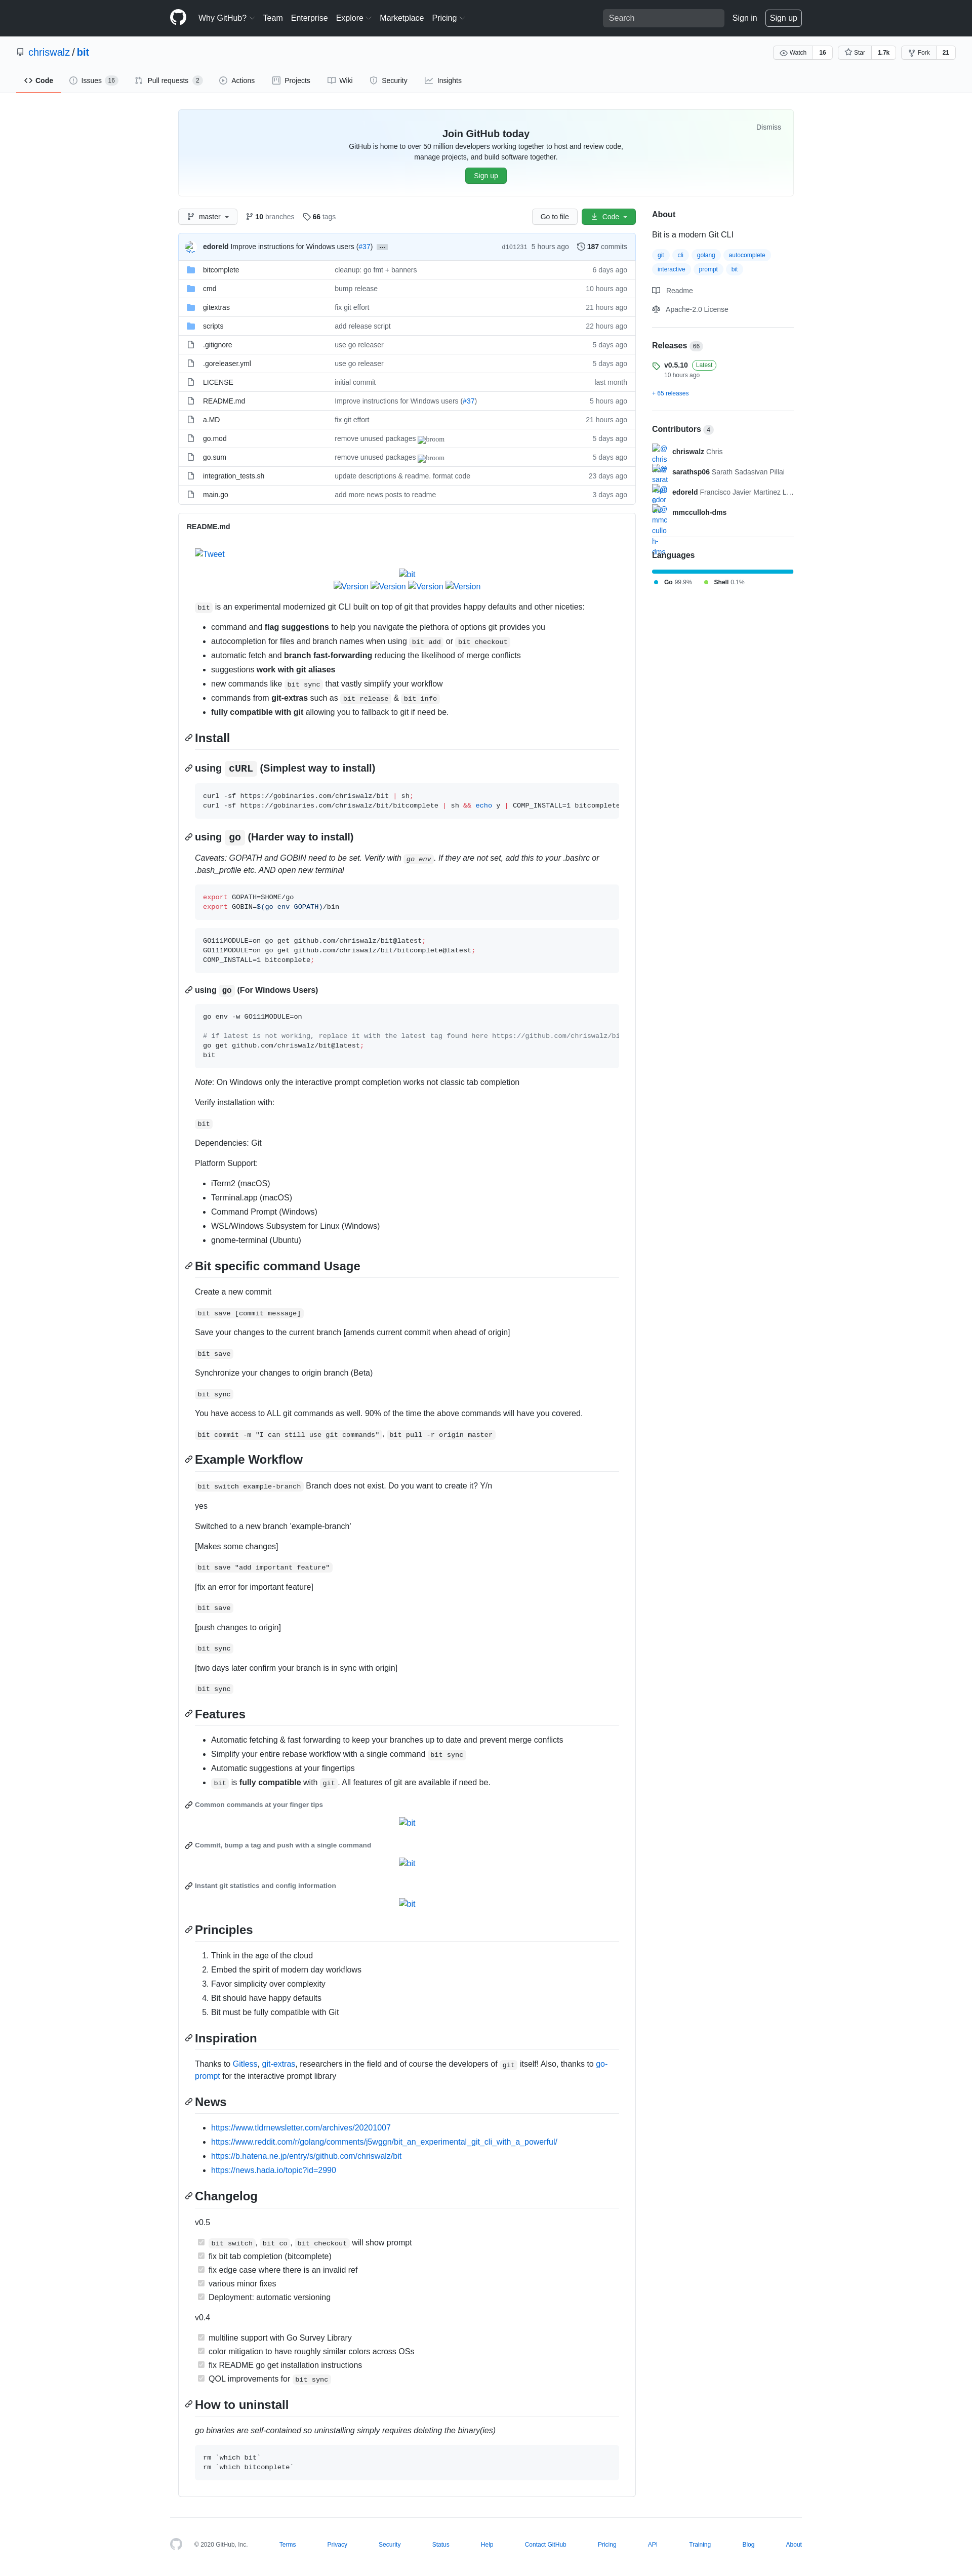 Why GitHub? Team Enterprise Explore Marketplace Pricing Search Sign in Sign up
chriswalz / bit Watch 16 Star 1.7k Fork 21
Code Issues 16 Pull requests 2 Actions Projects Wiki Security Insights
Dismiss
Join GitHub today
GitHub is home to over 50 million developers working together to host and review code,
manage projects, and build software together.
Sign up
master 10 branches 66 tags Go to file Code
edoreld Improve instructions for Windows users (#37) … d101231 5 hours ago 187 commits
bitcomplete cleanup: go fmt + banners 6 days ago
cmd bump release 10 hours ago
gitextras fix git effort 21 hours ago
scripts add release script 22 hours ago
.gitignore use go releaser 5 days ago
.goreleaser.yml use go releaser 5 days ago
LICENSE initial commit last month
README.md Improve instructions for Windows users (#37) 5 hours ago
a.MD fix git effort 21 hours ago
go.mod remove unused packages broom 5 days ago
go.sum remove unused packages broom 5 days ago
integration_tests.sh update descriptions & readme. format code 23 days ago
main.go add more news posts to readme 3 days ago
README.md
Tweet
bit
Version Version Version Version
bit is an experimental modernized git CLI built on top of git that provides happy defaults and other niceties:
command and flag suggestions to help you navigate the plethora of options git provides you
autocompletion for files and branch names when using bit add or bit checkout
automatic fetch and branch fast-forwarding reducing the likelihood of merge conflicts
suggestions work with git aliases
new commands like bit sync that vastly simplify your workflow
commands from git-extras such as bit release & bit info
fully compatible with git allowing you to fallback to git if need be.
Install
using cURL (Simplest way to install)
curl -sf https://gobinaries.com/chriswalz/bit | sh;
curl -sf https://gobinaries.com/chriswalz/bit/bitcomplete | sh && echo y | COMP_INSTALL=1 bitcomplete
using go (Harder way to install)
Caveats: GOPATH and GOBIN need to be set. Verify with go env. If they are not set, add this to your .bashrc or
.bash_profile etc. AND open new terminal
export GOPATH=$HOME/go
export GOBIN=$(go env GOPATH)/bin
GO111MODULE=on go get github.com/chriswalz/bit@latest;
GO111MODULE=on go get github.com/chriswalz/bit/bitcomplete@latest;
COMP_INSTALL=1 bitcomplete;
using go (For Windows Users)
go env -w GO111MODULE=on
# if latest is not working, replace it with the latest tag found here https://github.com/chriswalz/bi
go get github.com/chriswalz/bit@latest;
bit
Note: On Windows only the interactive prompt completion works not classic tab completion
Verify installation with:
bit
Dependencies: Git
Platform Support:
iTerm2 (macOS)
Terminal.app (macOS)
Command Prompt (Windows)
WSL/Windows Subsystem for Linux (Windows)
gnome-terminal (Ubuntu)
Bit specific command Usage
Create a new commit
bit save [commit message]
Save your changes to the current branch [amends current commit when ahead of origin]
bit save
Synchronize your changes to origin branch (Beta)
bit sync
You have access to ALL git commands as well. 90% of the time the above commands will have you covered.
bit commit -m "I can still use git commands", bit pull -r origin master
Example Workflow
bit switch example-branch Branch does not exist. Do you want to create it? Y/n
yes
Switched to a new branch 'example-branch'
[Makes some changes]
bit save "add important feature"
[fix an error for important feature]
bit save
[push changes to origin]
bit sync
[two days later confirm your branch is in sync with origin]
bit sync
Features
Automatic fetching & fast forwarding to keep your branches up to date and prevent merge conflicts
Simplify your entire rebase workflow with a single command bit sync
Automatic suggestions at your fingertips
bit is fully compatible with git. All features of git are available if need be.
Common commands at your finger tips
bit
Commit, bump a tag and push with a single command
bit
Instant git statistics and config information
bit
Principles
1. Think in the age of the cloud
2. Embed the spirit of modern day workflows
3. Favor simplicity over complexity
4. Bit should have happy defaults
5. Bit must be fully compatible with Git
Inspiration
Thanks to Gitless, git-extras, researchers in the field and of course the developers of git itself! Also, thanks to go-
prompt for the interactive prompt library
News
https://www.tldrnewsletter.com/archives/20201007
https://www.reddit.com/r/golang/comments/j5wggn/bit_an_experimental_git_cli_with_a_powerful/
https://b.hatena.ne.jp/entry/s/github.com/chriswalz/bit
https://news.hada.io/topic?id=2990
Changelog
v0.5
bit switch, bit co, bit checkout will show prompt
fix bit tab completion (bitcomplete)
fix edge case where there is an invalid ref
various minor fixes
Deployment: automatic versioning
v0.4
multiline support with Go Survey Library
color mitigation to have roughly similar colors across OSs
fix README go get installation instructions
QOL improvements for bit sync
How to uninstall
go binaries are self-contained so uninstalling simply requires deleting the binary(ies)
rm `which bit`
rm `which bitcomplete`
About
Bit is a modern Git CLI
git cli golang autocomplete
interactive prompt bit
Readme
Apache-2.0 License
Releases 66
v0.5.10 Latest
10 hours ago
+ 65 releases
Contributors 4
chriswalz Chris
sarathsp06 Sarath Sadasivan Pillai
edoreld Francisco Javier Martinez L…
mmcculloh-dms
Languages
Go 99.9% Shell 0.1%
© 2020 GitHub, Inc. Terms Privacy Security Status Help Contact GitHub Pricing API Training Blog About